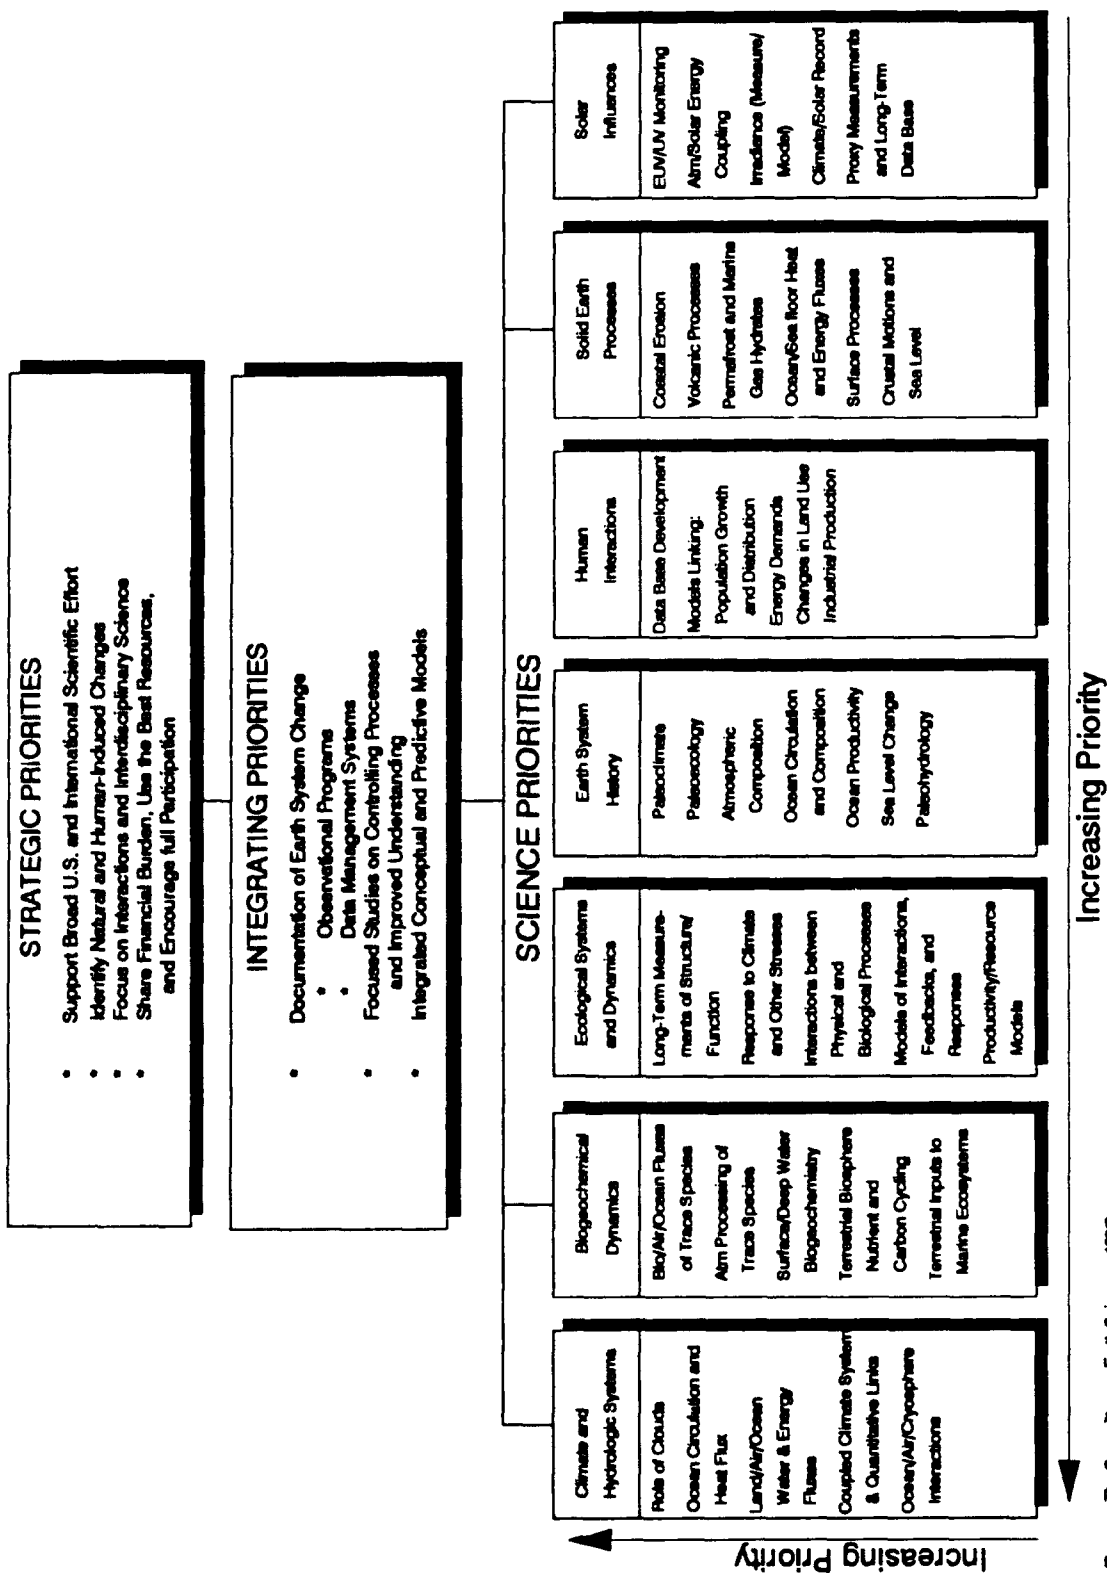 STRATEGIC PRIORITIES
* Support Broad U.S. and International Scientific Effort
* Identify Natural and Human-Induced Changes
* Focus on Interactions and Interdisciplinary Science
* Share Financial Burden, Use the Best Resources,
and Encourage full Participation
INTEGRATING PRIORITIES
* Documentation of Earth System Change
* Observational Programs
* Data Management Systems
* Focused Studies on Controlling Processes
and Improved Understanding
* Integrated Conceptual and Predictive Models
SCIENCE PRIORITIES
Climate and
Hydrologic Systems
Role of Clouds
Ocean Circulation and
Heat Flux
Land/Air/Ocean
Water & Energy
Fluxes
Coupled Climate System
& Quantitative Links
Ocean/Air/Cryosphere
Interactions
Biogeochemical
Dynamics
Bio/Air/Ocean Fluxes
of Trace Species
Atm Processing of
Trace Species
Surface/Deep Water
Biogeochemistry
Terrestrial Biosphere
Nutrient and
Carbon Cycling
Terrestrial Inputs to
Marine Ecosystems
Ecological Systems
and Dynamics
Long-Term Measure-
ments of Structure/
Function
Response to Climate
and Other Stresses
Interactions between
Physical and
Biological Processes
Models of Interactions,
Feedbacks, and
Responses
Productivity/Resource
Models
Earth System
History
Paleoclimate
Paleoecology
Atmospheric
Composition
Ocean Circulation
and Composition
Ocean Productivity
Sea Level Change
Paleohydrology
Human
Interactions
Data Base Development
Models Linking:
Population Growth
and Distribution
Energy Demands
Changes in Land Use
Industrial Production
Solid Earth
Processes
Coastal Erosion
Volcanic Processes
Permafrost and Marine
Gas Hydrates
Ocean/Sea floor Heat
and Energy Fluxes
Surface Processes
Crustal Motions and
Sea Level
Solar
Influences
EUV/UV Monitoring
Atm/Solar Energy
Coupling
Irradiance (Measure/
Model)
Climate/Solar Record
Proxy Measurements
and Long-Term
Data Base
Increasing Priority
Increasing Priority